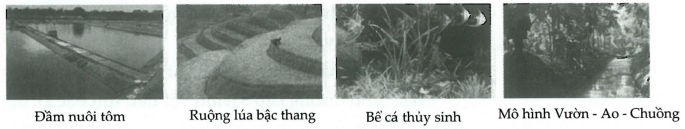 Đầm nuôi tôm
Ruộng lúa bậc thang
Bể cá thủy sinh
Mô hình Vườn - Ao - Chuồng